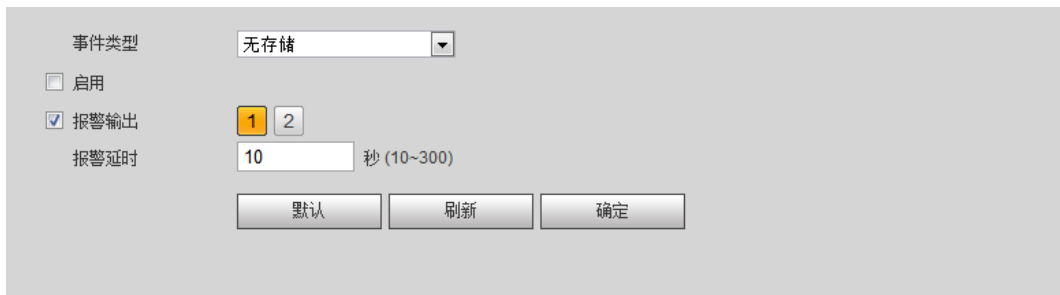 事件类型 无存储
启用
报警输出 1 2
报警延时 10 秒 (10~300)
默认 刷新 确定